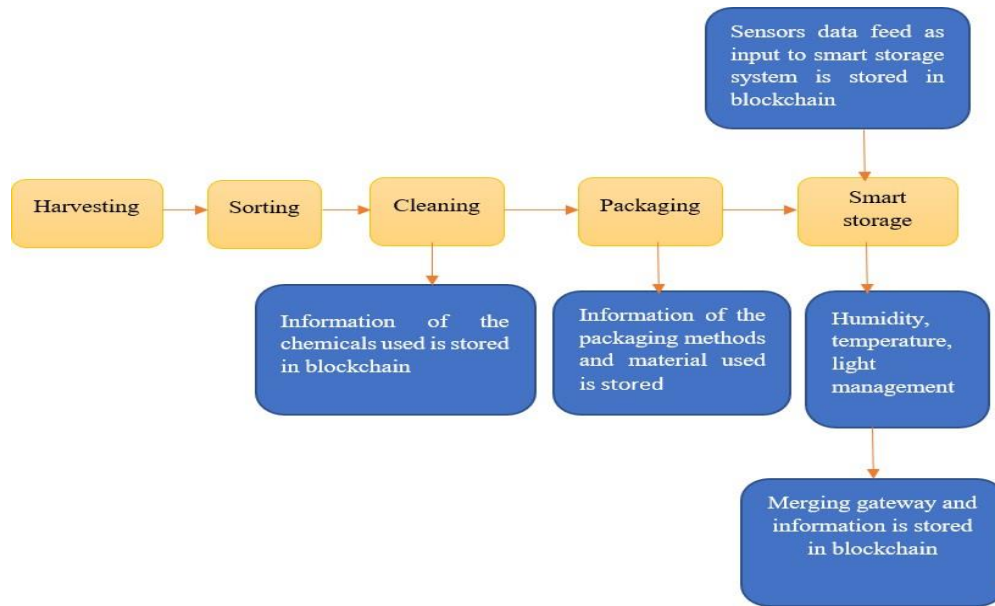 Sensors data feed as
input to smart storage
system is stored in
blockchain
Harvesting
Sorting
Cleaning
Packaging
Smart
storage
Information of the
chemicals used is stored
in blockchain
Information of the
packaging methods
and material used
is stored
Humidity,
temperature,
light
management
Merging gateway and
information is stored
in blockchain